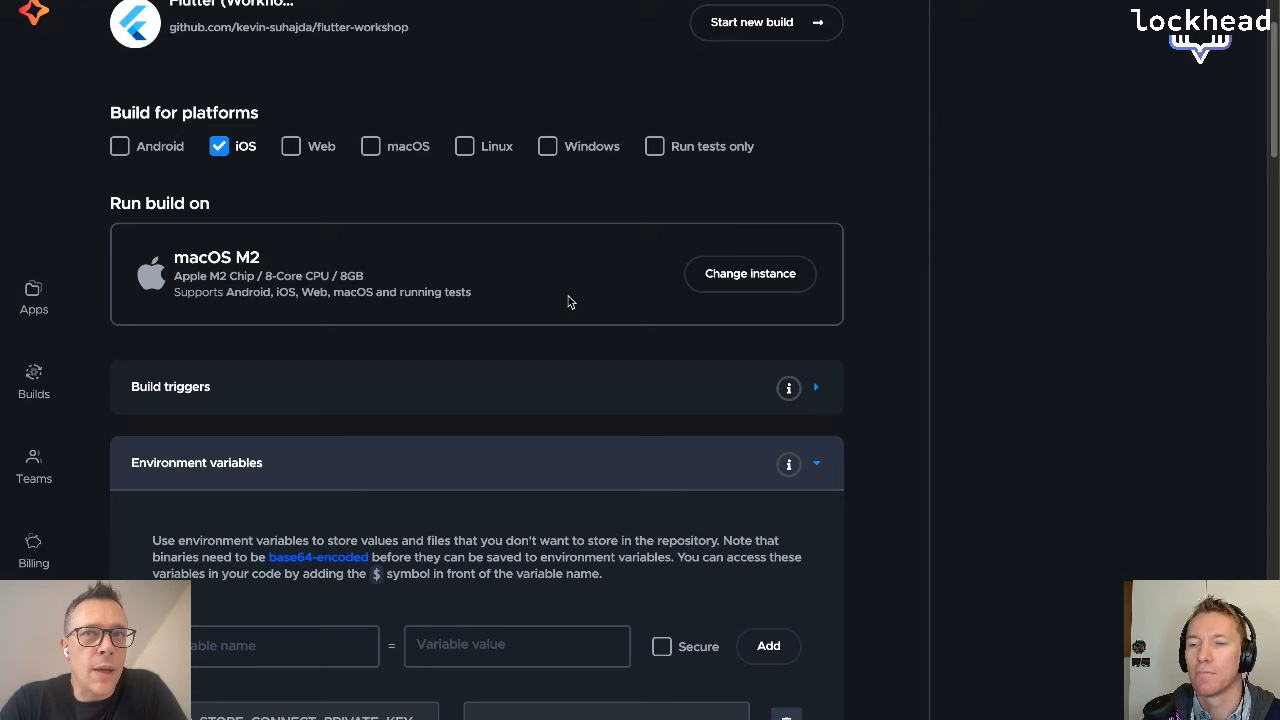 Flutter (Workflo...
github.com/kevin-suhajda/flutter-workshop
Start new build
lockhead
Build for platforms
Android
iOS
Web
macOS
Linux
Windows
Run tests only
Run build on
macOS M2
Apple M2 Chip / 8-Core CPU / 8GB
Supports Android, iOS, Web, macOS and running tests
Change instance
Apps
Build triggers
Builds
Environment variables
Teams
Use environment variables to store values and files that you don't want to store in the repository. Note that
binaries need to be base64-encoded before they can be saved to environment variables. You can access these
variables in your code by adding the $ symbol in front of the variable name.
Billing
able name
=
Variable value
Secure
Add
STORE_CONNECT_PRIVATE_KEY